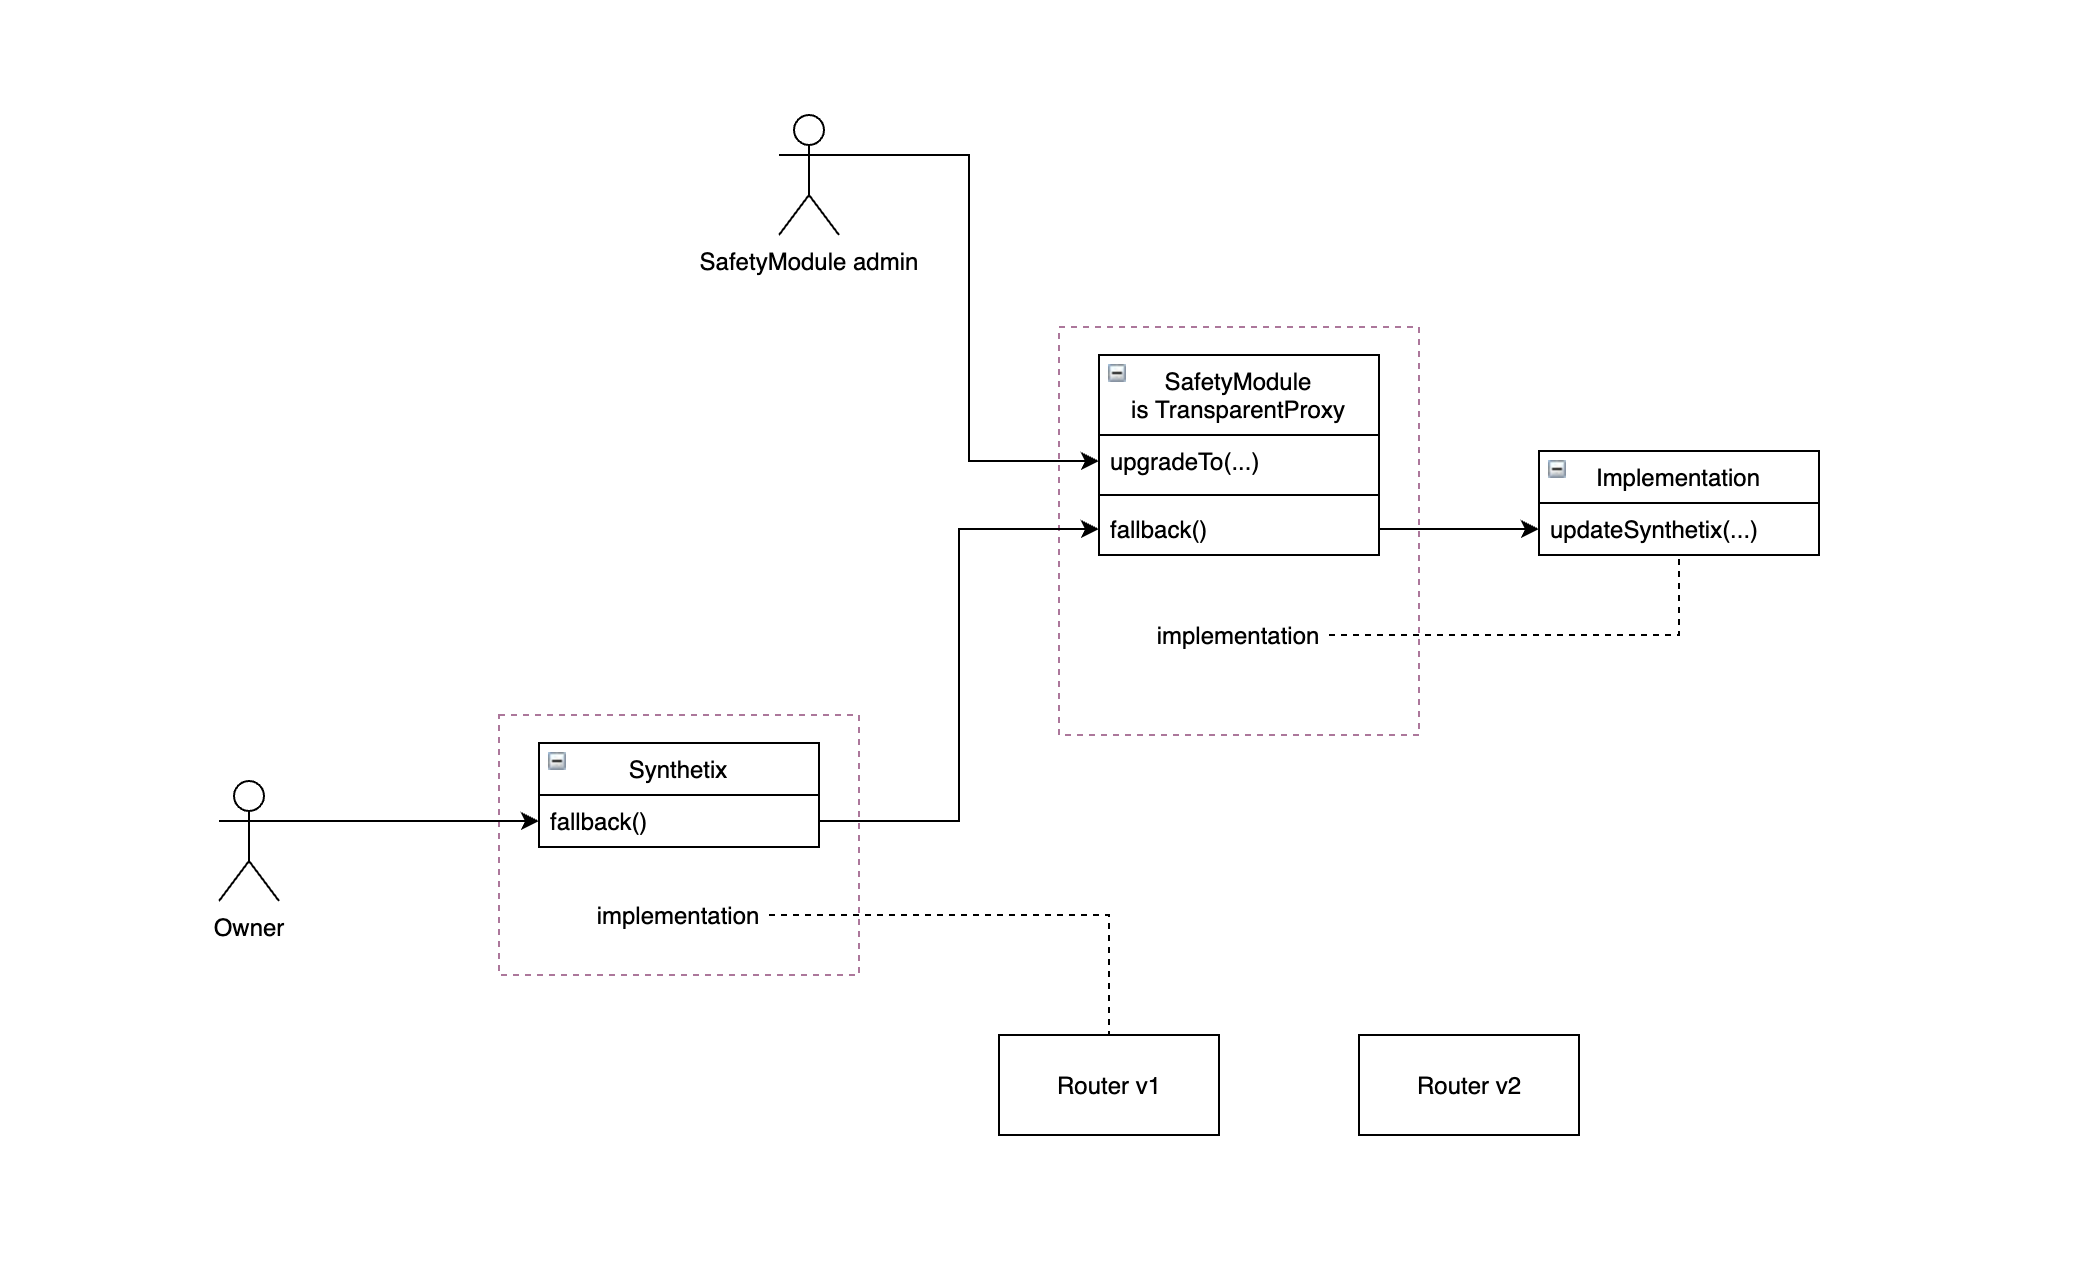 SafetyModule admin
SafetyModule
is TransparentProxy
upgradeTo(...)
fallback()
Implementation
updateSynthetix(...)
implementation
Synthetix
fallback()
Owner
implementation
Router v1
Router v2